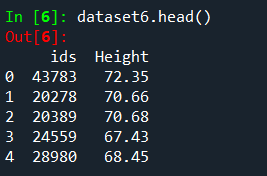 In [6]: dataset6.head()
Out[6]:
ids Height
0 43783 72.35
1 20278 70.66
2 20389 70.68
3 24559 67.43
4 28980 68.45